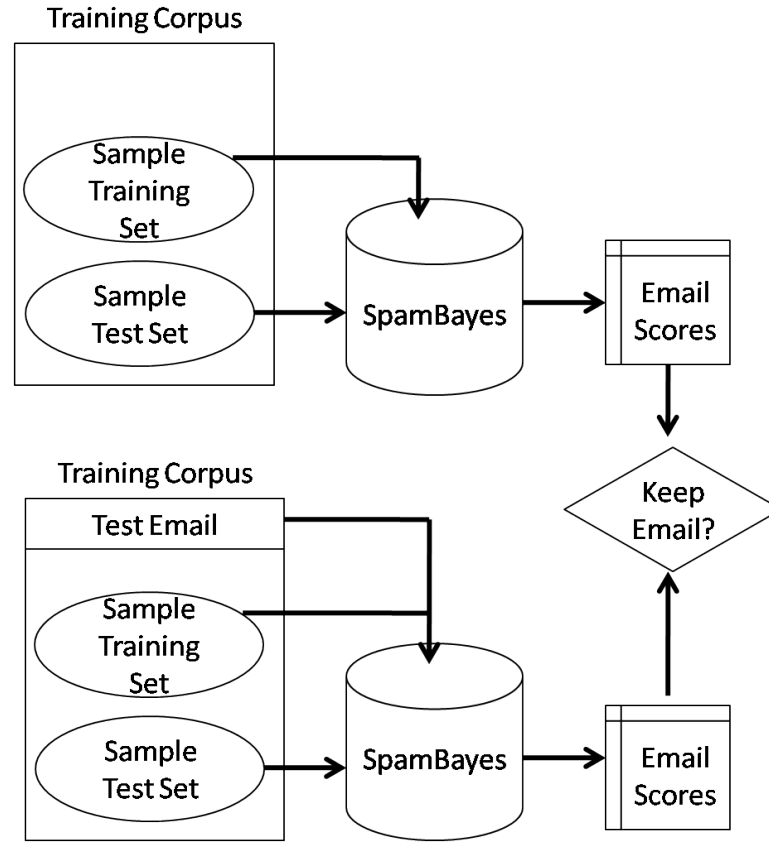 Training Corpus
Sample
Training
Set
Sample
Test Set
SpamBayes
Email
Scores
Keep
Email?
Training Corpus
Test Email
Sample
Training
Set
Sample
Test Set
SpamBayes
Email
Scores